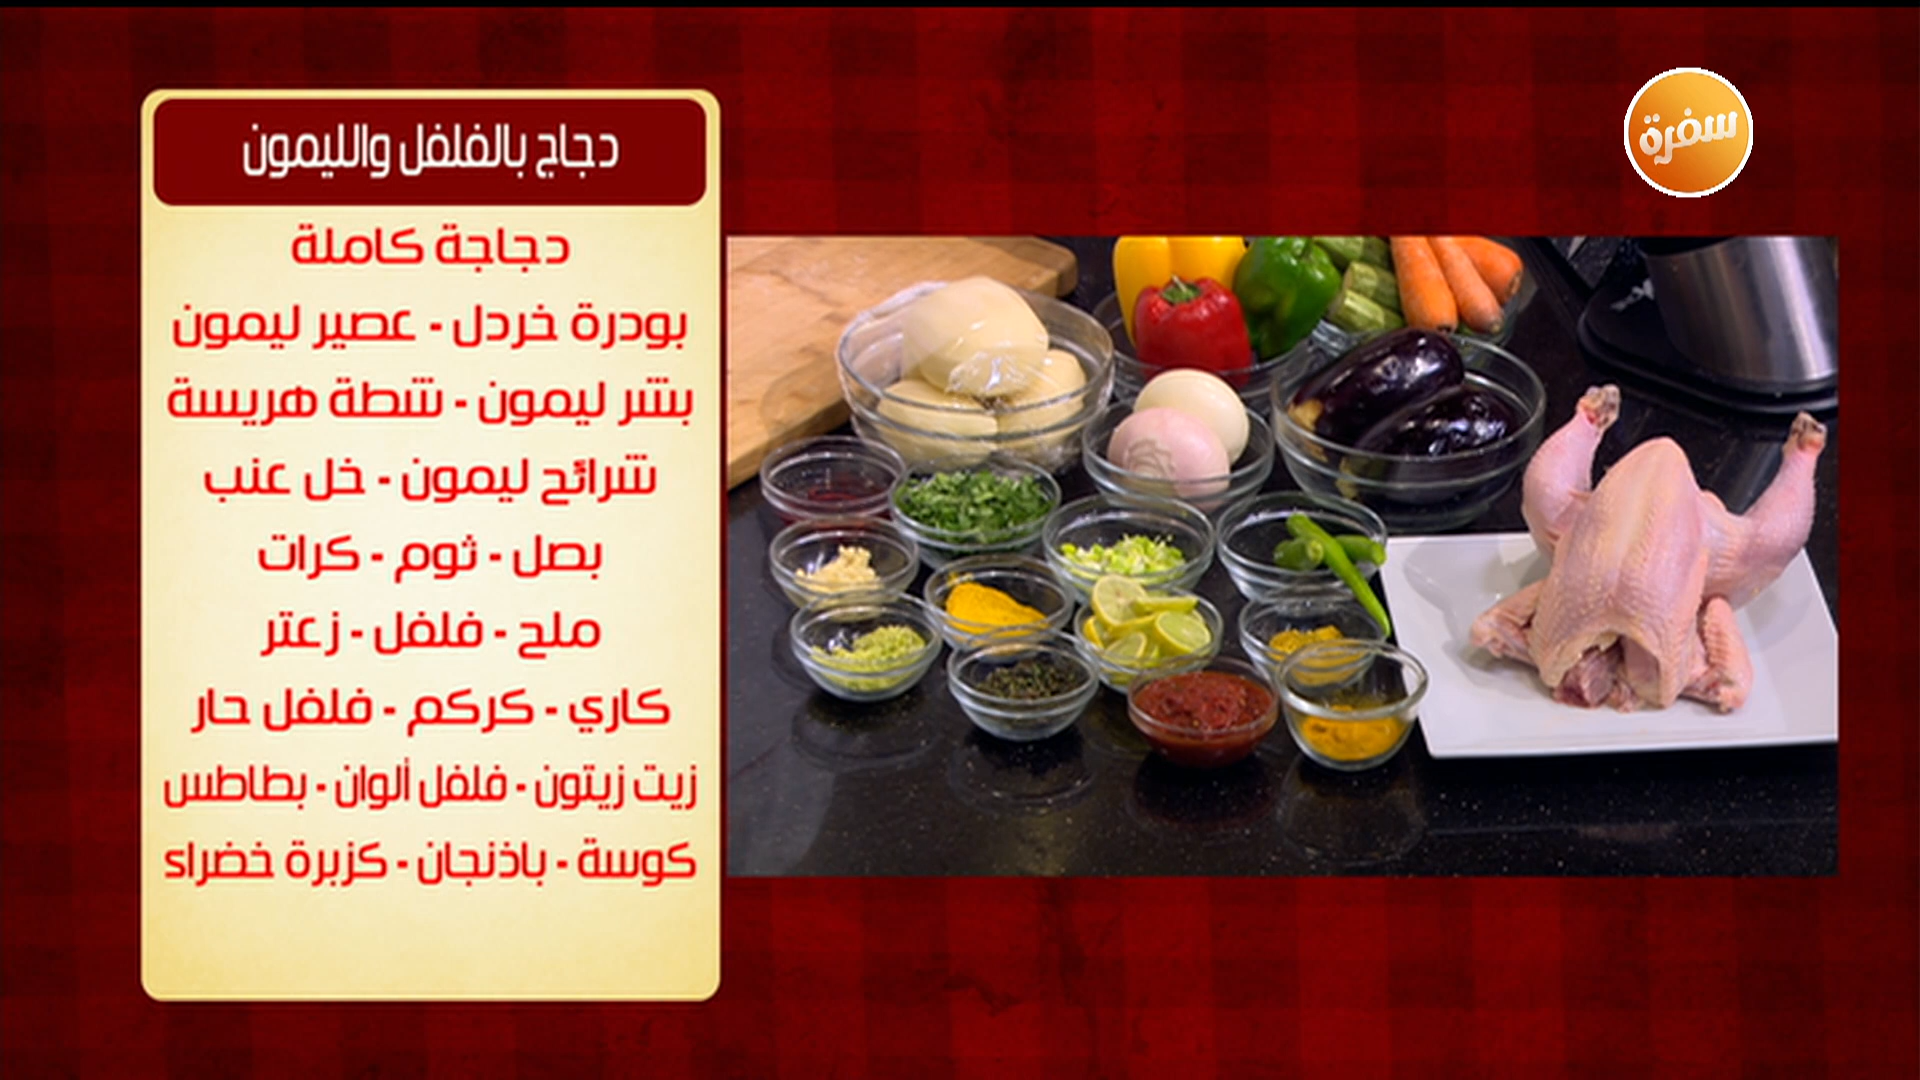 سفرة
دجاج بالفلفل والليمون
دجاجة كاملة
بودرة خردل - عصير ليمون
بشر ليمون - شطة هريسة
شرائح ليمون - خل عنب
بصل - ثوم - كرات
ملح - فلفل - زعتر
كاري - كركم - فلفل حار
زيت زيتون - فلفل ألوان - بطاطس
كوسة - باذنجان - كزبرة خضراء